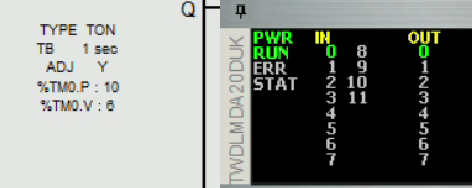 Q
TYPE TON
TB 1 sec
ADJ Y
%TM0.P : 10
%TM0.V : 6
TWDLMDA20DUK
PWR IN OUT
RUN 0 8 0
ERR 1 9 1
STAT 2 10 2
3 11 3
4 4
5 5
6 6
7 7